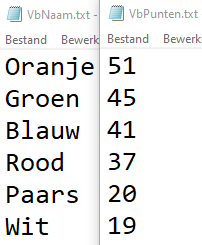 VbNaam.txt -
Bestand Bewerk
Oranje
Groen
Blauw
Rood
Paars
Wit
VbPunten.txt
Bestand Bewerk
51
45
41
37
20
19